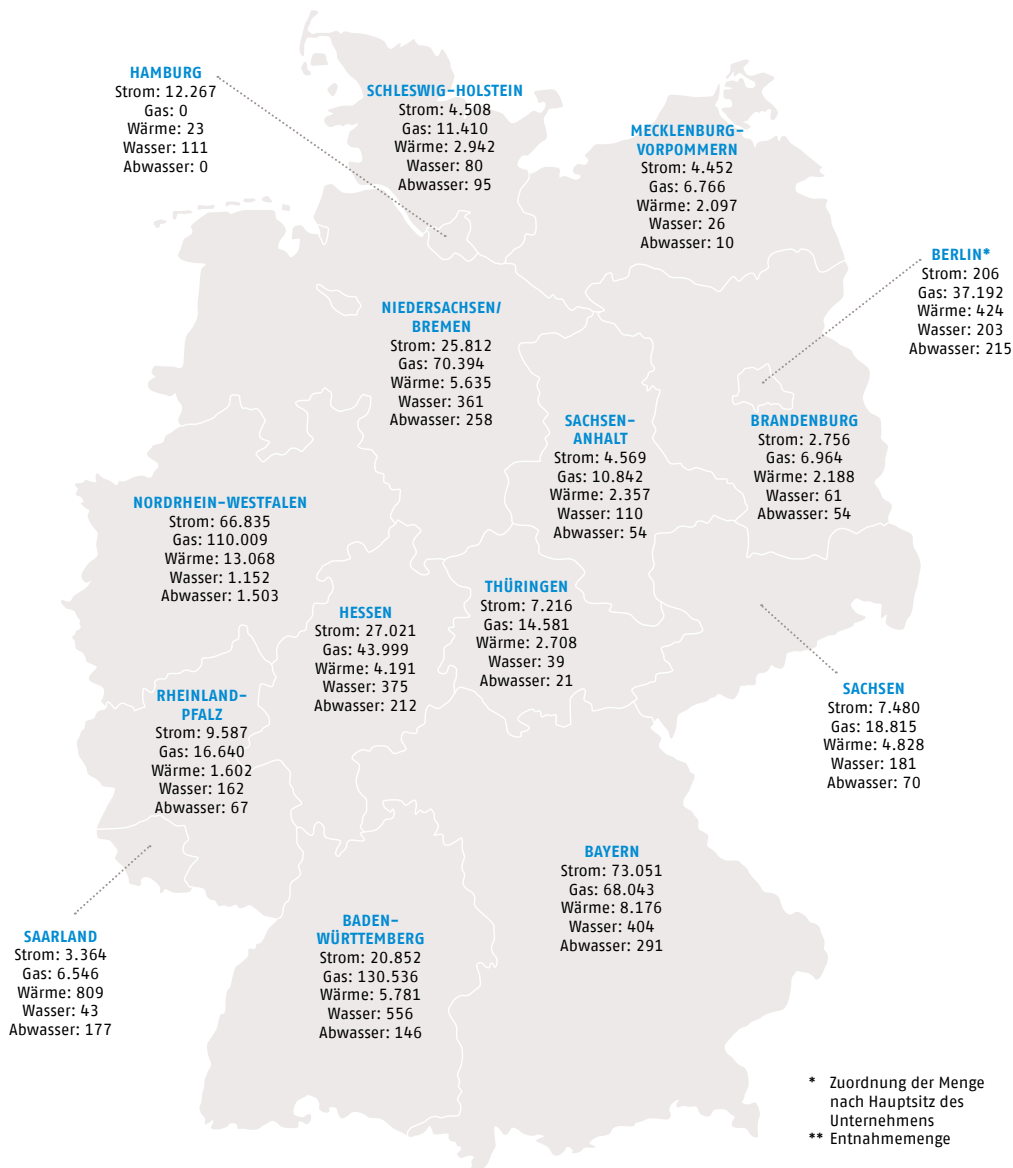 HAMBURG
Strom: 12.267
Gas: 0
Wärme: 23
Wasser: 111
Abwasser: 0
SCHLESWIG-HOLSTEIN
Strom: 4.508
Gas: 11.410
Wärme: 2.942
Wasser: 80
Abwasser: 95
MECKLENBURG-
VORPOMMERN
Strom: 4.452
Gas: 6.766
Wärme: 2.097
Wasser: 26
Abwasser: 10
BERLIN*
Strom: 206
Gas: 37.192
Wärme: 424
Wasser: 203
Abwasser: 215
NIEDERSACHSEN/
BREMEN
Strom: 25.812
Gas: 70.394
Wärme: 5.635
Wasser: 361
Abwasser: 258
SACHSEN-
ANHALT
Strom: 4.569
Gas: 10.842
Wärme: 2.357
Wasser: 110
Abwasser: 54
BRANDENBURG
Strom: 2.756
Gas: 6.964
Wärme: 2.188
Wasser: 61
Abwasser: 54
NORDRHEIN-WESTFALEN
Strom: 66.835
Gas: 110.009
Wärme: 13.068
Wasser: 1.152
Abwasser: 1.503
HESSEN
Strom: 27.021
Gas: 43.999
Wärme: 4.191
Wasser: 375
Abwasser: 212
THÜRINGEN
Strom: 7.216
Gas: 14.581
Wärme: 2.708
Wasser: 39
Abwasser: 21
SACHSEN
Strom: 7.480
Gas: 18.815
Wärme: 4.828
Wasser: 181
Abwasser: 70
RHEINLAND-
PFALZ
Strom: 9.587
Gas: 16.640
Wärme: 1.602
Wasser: 162
Abwasser: 67
SAARLAND
Strom: 3.364
Gas: 6.546
Wärme: 809
Wasser: 43
Abwasser: 177
BADEN-
WÜRTTEMBERG
Strom: 20.852
Gas: 130.536
Wärme: 5.781
Wasser: 556
Abwasser: 146
BAYERN
Strom: 73.051
Gas: 68.043
Wärme: 8.176
Wasser: 404
Abwasser: 291
* Zuordnung der Menge
nach Hauptsitz des
Unternehmens
** Entnahmemenge